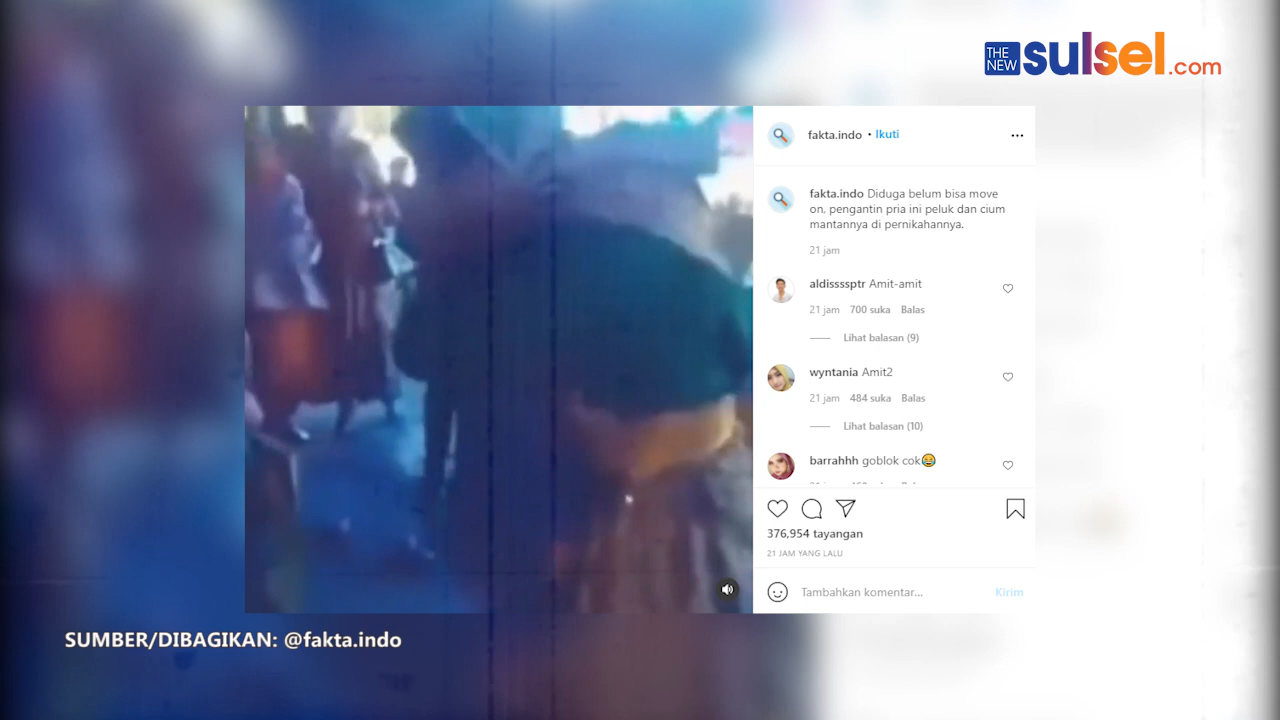 THE NEW sulsel.com
fakta.indo • Ikuti
fakta.indo Diduga belum bisa move
on, pengantin pria ini peluk dan cium
mantannya di pernikahannya.
21 jam
aldissssptr Amit-amit
21 jam 700 suka Balas
Lihat balasan (9)
wyntania Amit2
21 jam 484 suka Balas
Lihat balasan (10)
barrahhh goblok cok😂
376,954 tayangan
21 JAM YANG LALU
Tambahkan komentar... Kirim
SUMBER/DIBAGIKAN: @fakta.indo